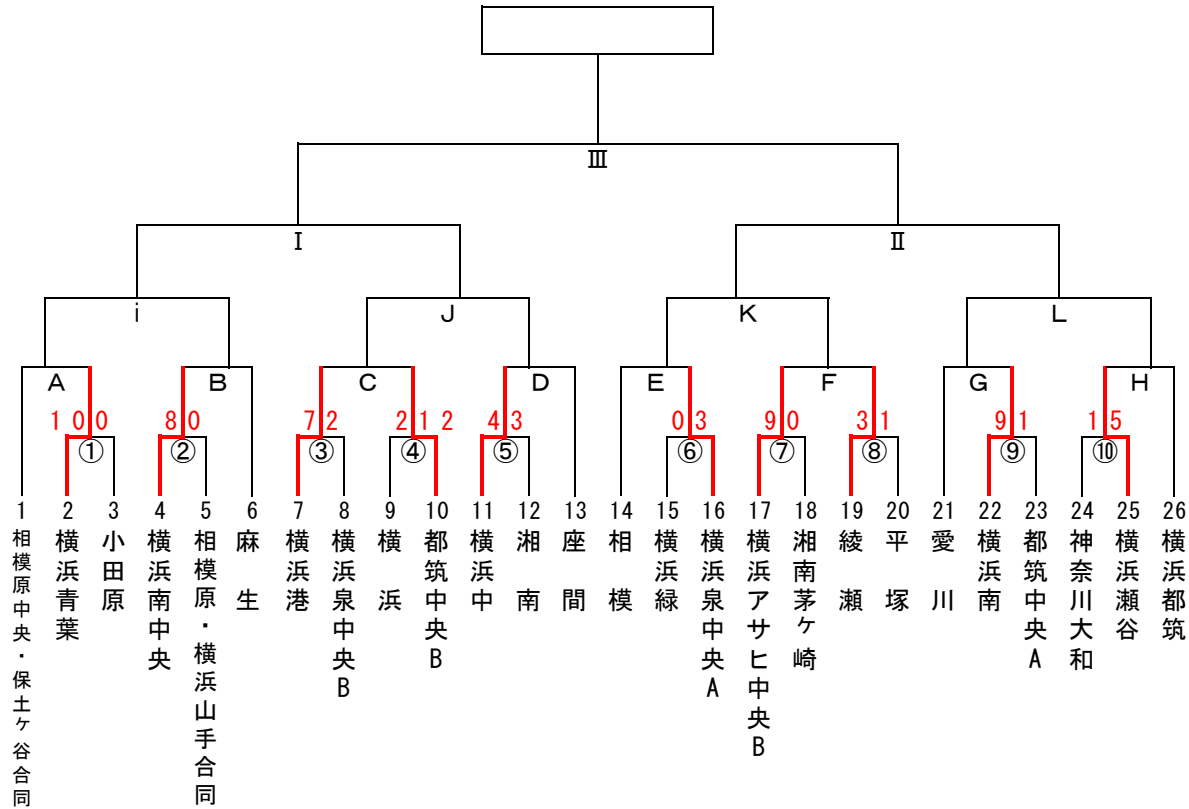 Ⅲ
Ⅰ
Ⅱ
i
J
K
L
A
B
C
D
E
F
G
H
10 0
8 0
7 2
2 12
4 3
0 3
9 0
3 1
9 1
1 5
①
②
③
④
⑤
⑥
⑦
⑧
⑨
⑩
1
2
3
4
5
6
7
8
9
10
11
12
13
14
15
16
17
18
19
20
21
22
23
24
25
26
相模原中央・保土ヶ谷合同
横浜青葉
小田原
横浜南中央
相模原・横浜山手合同
麻生
横浜港
横浜泉中央B
横浜
都筑中央B
横浜中
湘南
座間
相模
横浜緑
横浜泉中央A
横浜アサヒ中央B
湘南茅ヶ崎
綾瀬
平塚
愛川
横浜南
都筑中央A
神奈川大和
横浜瀬谷
横浜都筑